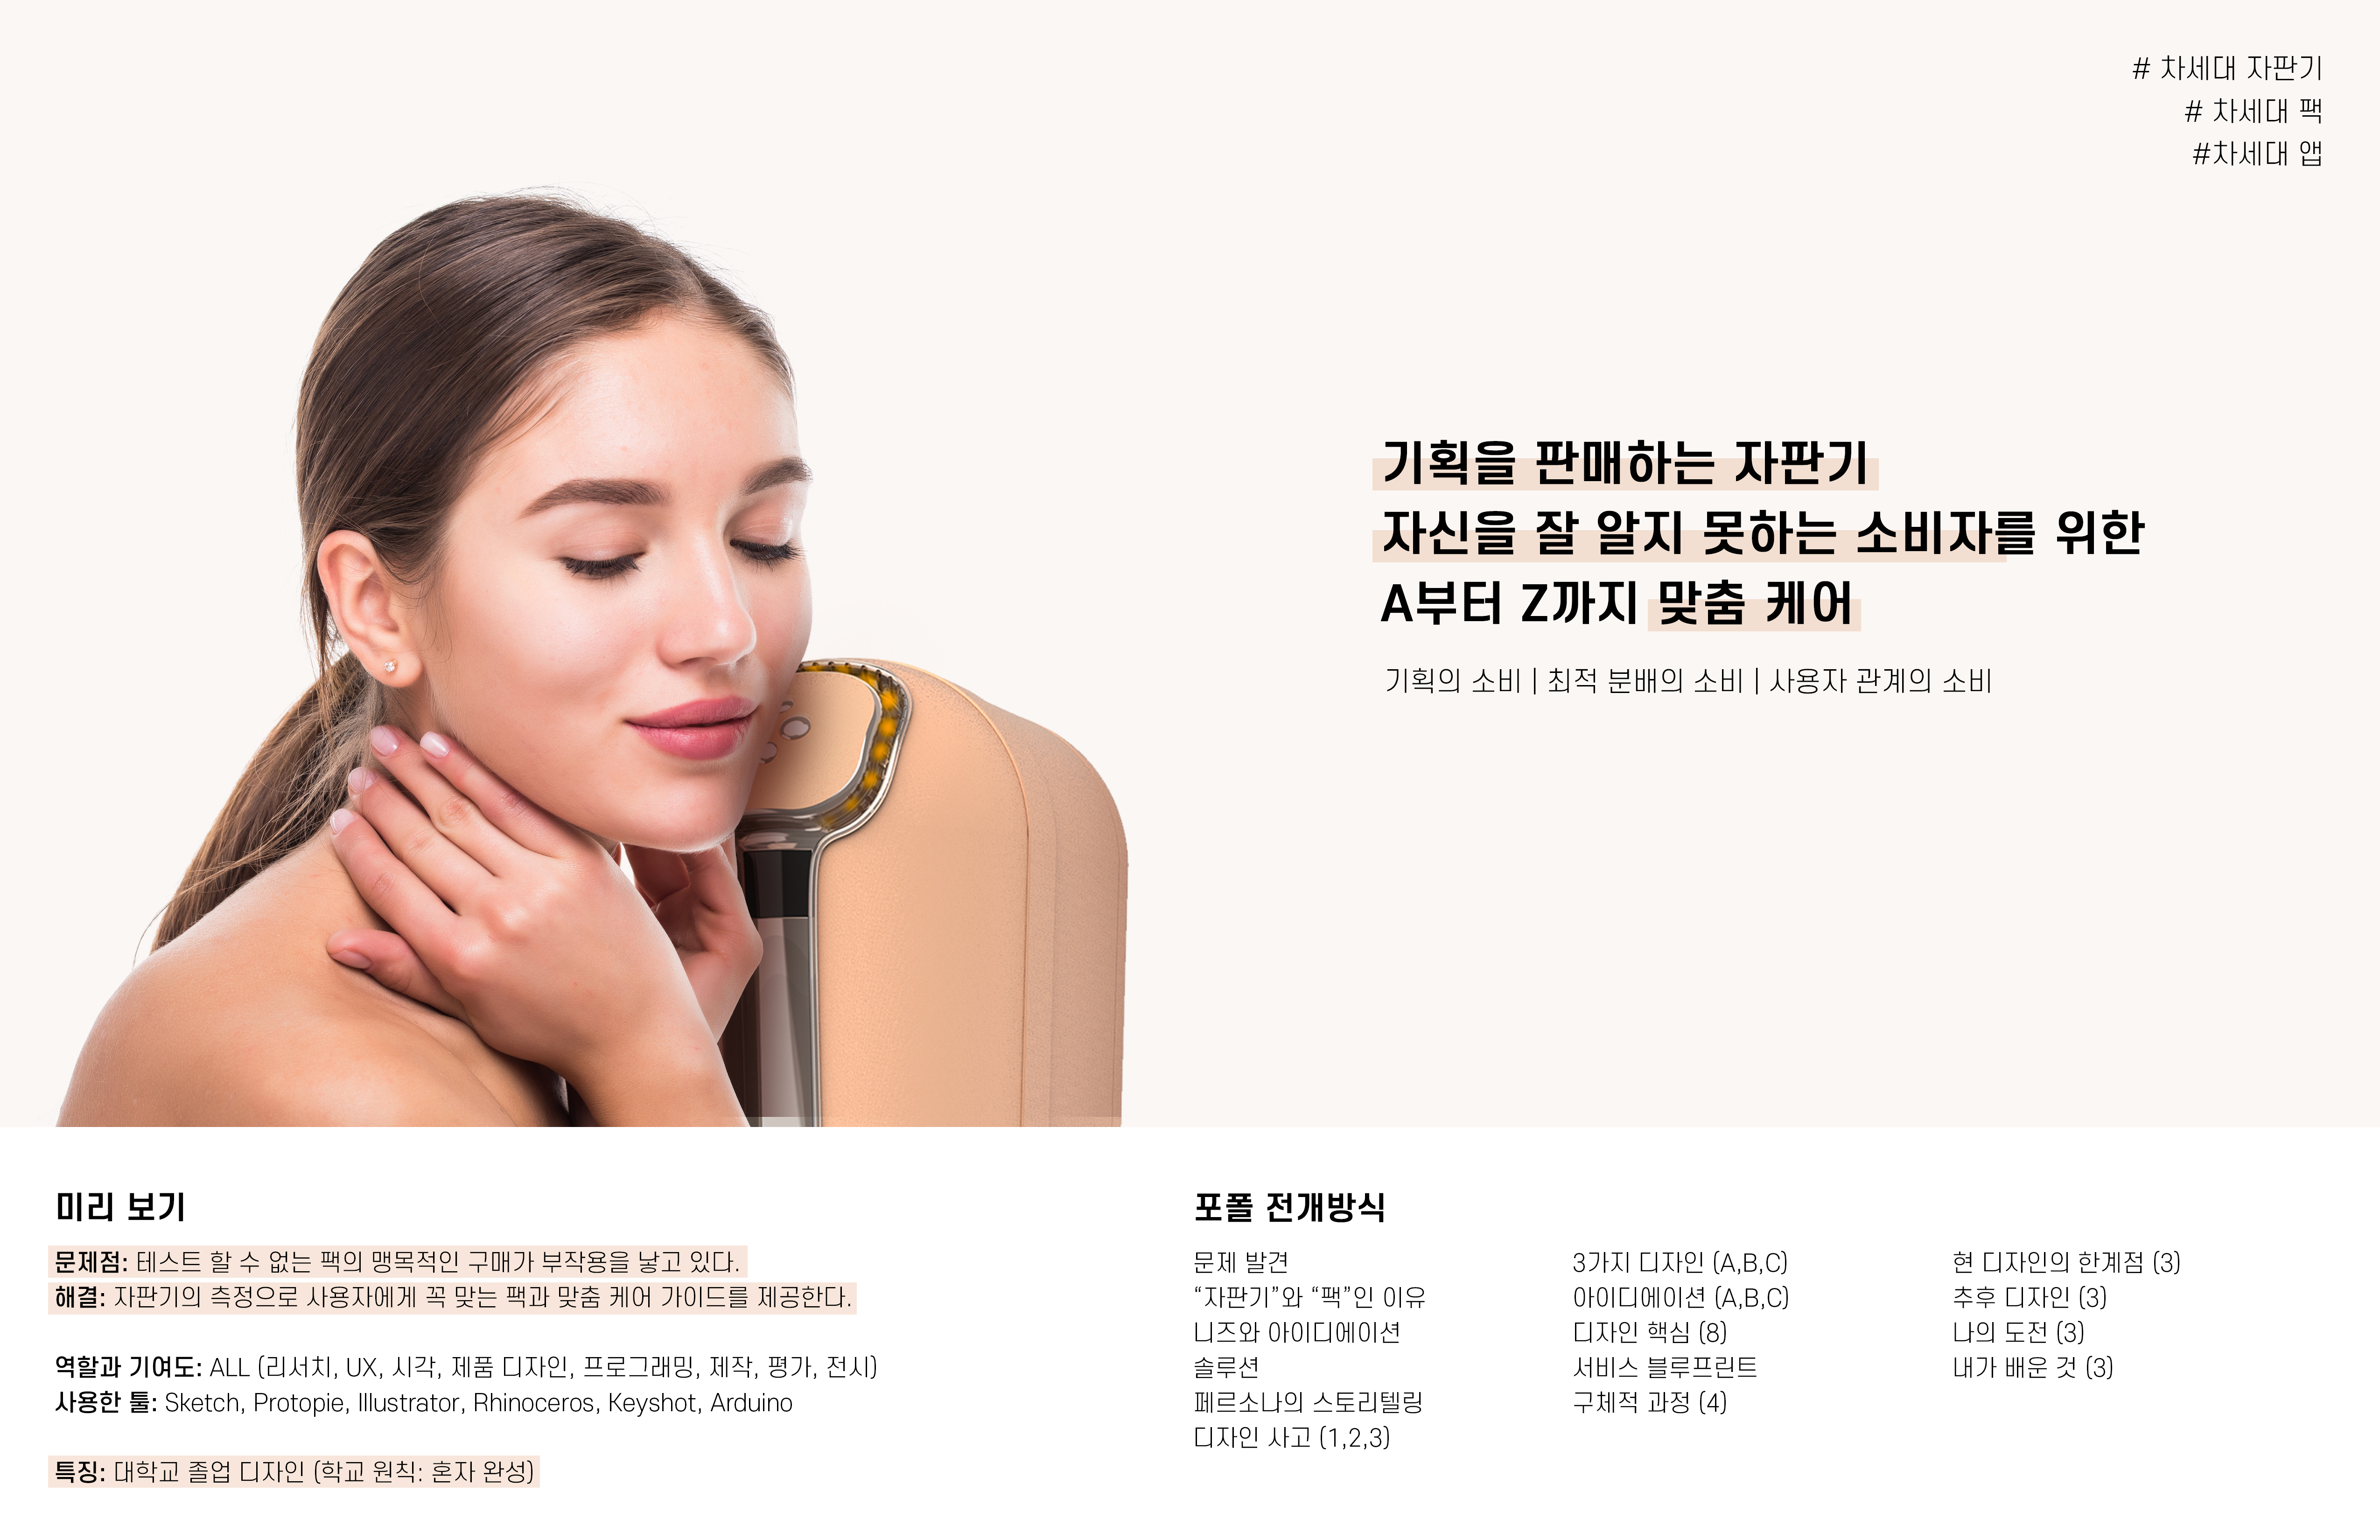 # 차세대 자판기
# 차세대 팩
#차세대 앱
기획을 판매하는 자판기
자신을 잘 알지 못하는 소비자를 위한
A부터 Z까지 맞춤 케어
기획의 소비 | 최적 분배의 소비 | 사용자 관계의 소비
미리 보기
문제점: 테스트 할 수 없는 팩의 맹목적인 구매가 부작용을 낳고 있다.
해결: 자판기의 측정으로 사용자에게 꼭 맞는 팩과 맞춤 케어 가이드를 제공한다.
역할과 기여도: ALL (리서치, UX, 시각, 제품 디자인, 프로그래밍, 제작, 평가, 전시)
사용한 툴: Sketch, Protopie, Illustrator, Rhinoceros, Keyshot, Arduino
특징: 대학교 졸업 디자인 (학교 원칙: 혼자 완성)
포폴 전개방식
문제 발견
“자판기”와 “팩”인 이유
니즈와 아이디에이션
솔루션
페르소나의 스토리텔링
디자인 사고 (1,2,3)
3가지 디자인 (A,B,C)
아이디에이션 (A,B,C)
디자인 핵심 (8)
서비스 블루프린트
구체적 과정 (4)
현 디자인의 한계점 (3)
추후 디자인 (3)
나의 도전 (3)
내가 배운 것 (3)